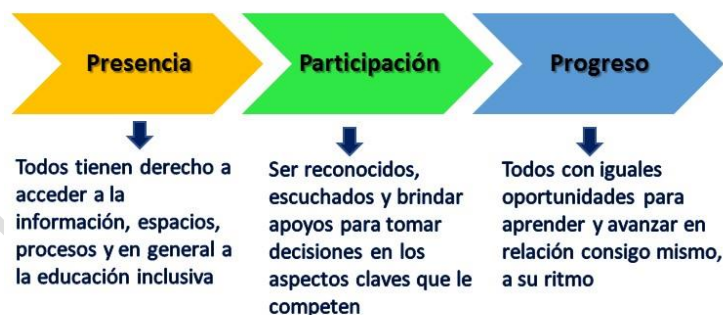 Presencia
Participación
Progreso
Todos tienen derecho a
acceder a la
información, espacios,
procesos y en general a
la educación inclusiva
Ser reconocidos,
escuchados y brindar
apoyos para tomar
decisiones en los
aspectos claves que le
competen
Todos con iguales
oportunidades para
aprender y avanzar en
relación consigo mismo,
a su ritmo